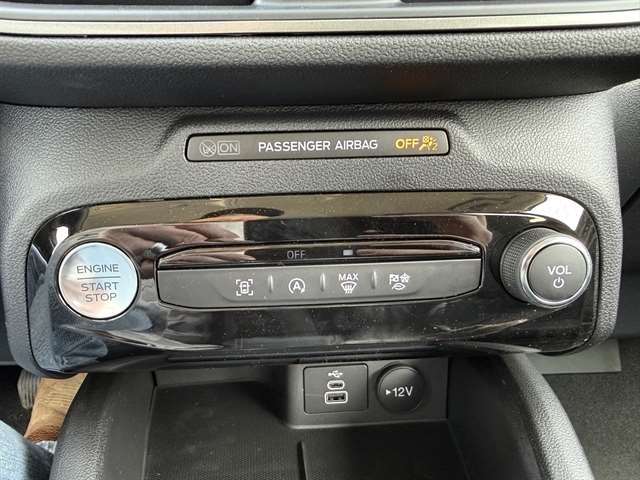 ON PASSENGER AIRBAG OFF
ENGINE
START
STOP
OFF
A
MAX
VOL
12V